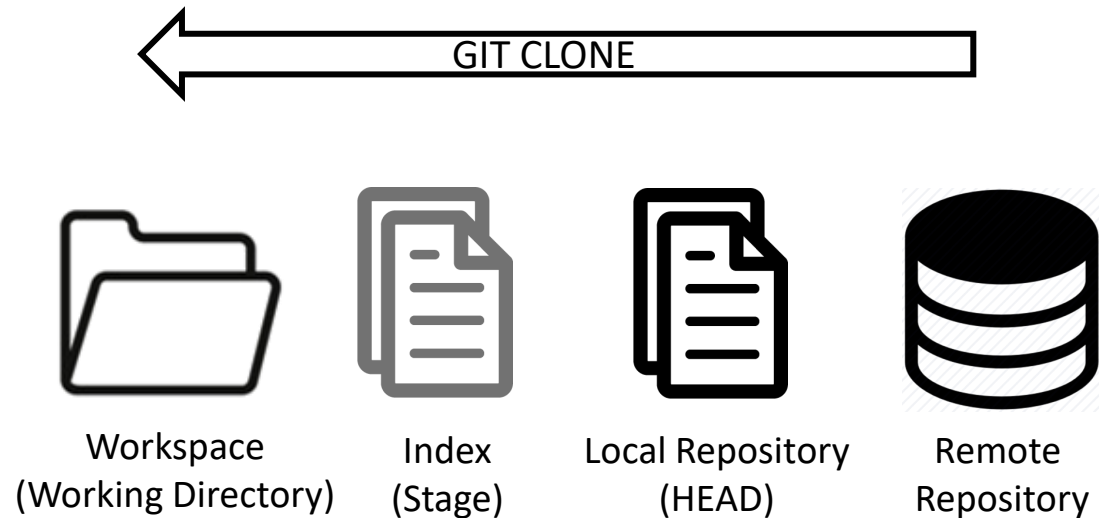 GIT CLONE
Workspace
(Working Directory)
Index
(Stage)
Local Repository
(HEAD)
Remote
Repository